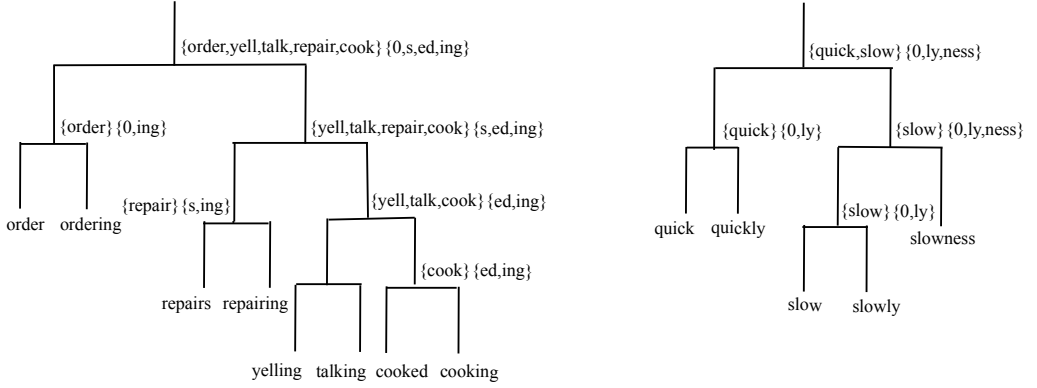 {order,yell,talk,repair,cook}{0,s,ed,ing}
{quick,slow}{0,ly,ness}
{order}{0,ing}
{yell,talk,repair,cook}{s,ed,ing}
{quick}{0,ly}
{slow}{0,ly,ness}
order ordering
{repair}{s,ing}
{yell,talk,cook}{ed,ing}
quick quickly
{slow}{0,ly}
slowness
repairs repairing
{cook}{ed,ing}
slow slowly
yelling talking cooked cooking